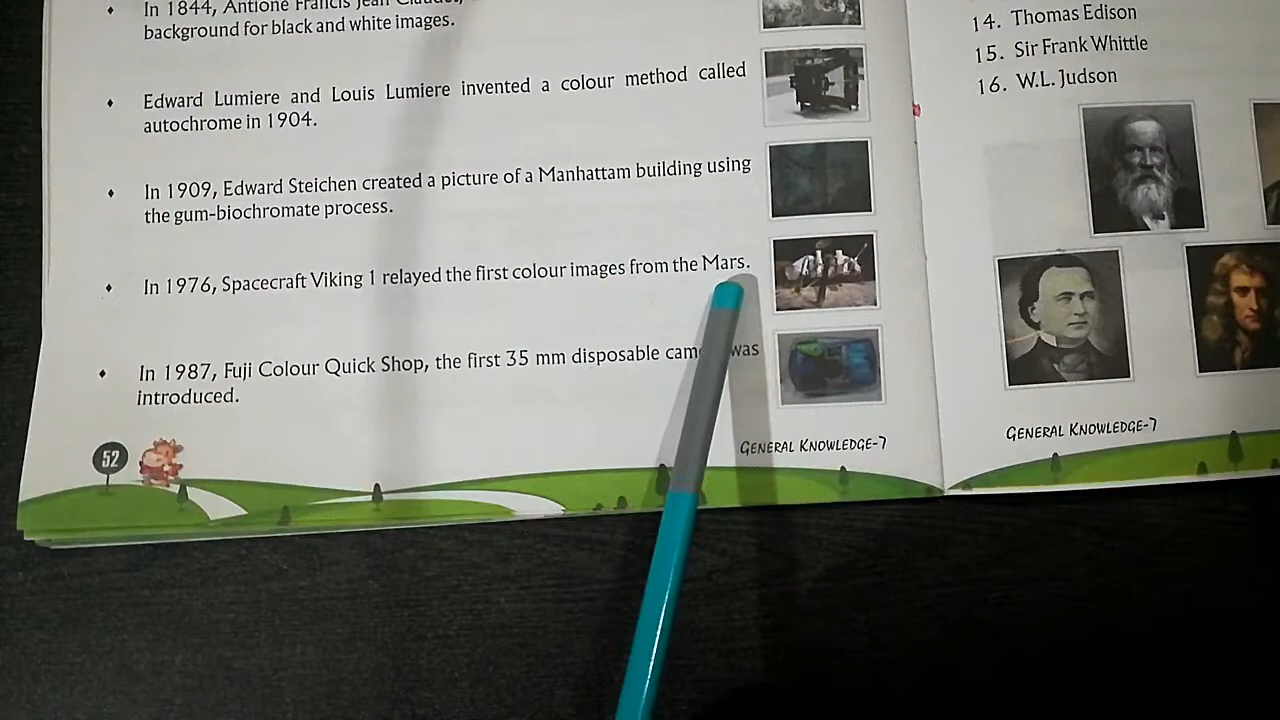 In 1844, Antione Francis Jean Claudet,
background for black and white images.
Edward Lumiere and Louis Lumiere invented a colour method called
autochrome in 1904.
In 1909, Edward Steichen created a picture of a Manhattam building using
the gum-biochromate process.
In 1976, Spacecraft Viking 1 relayed the first colour images from the Mars.
In 1987, Fuji Colour Quick Shop, the first 35 mm disposable was
introduced.
52
GENERAL KNOWLEDGE-7
14. Thomas Edison
15. Sir Frank Whittle
16. W.L. Judson
GENERAL KNOWLEDGE-7